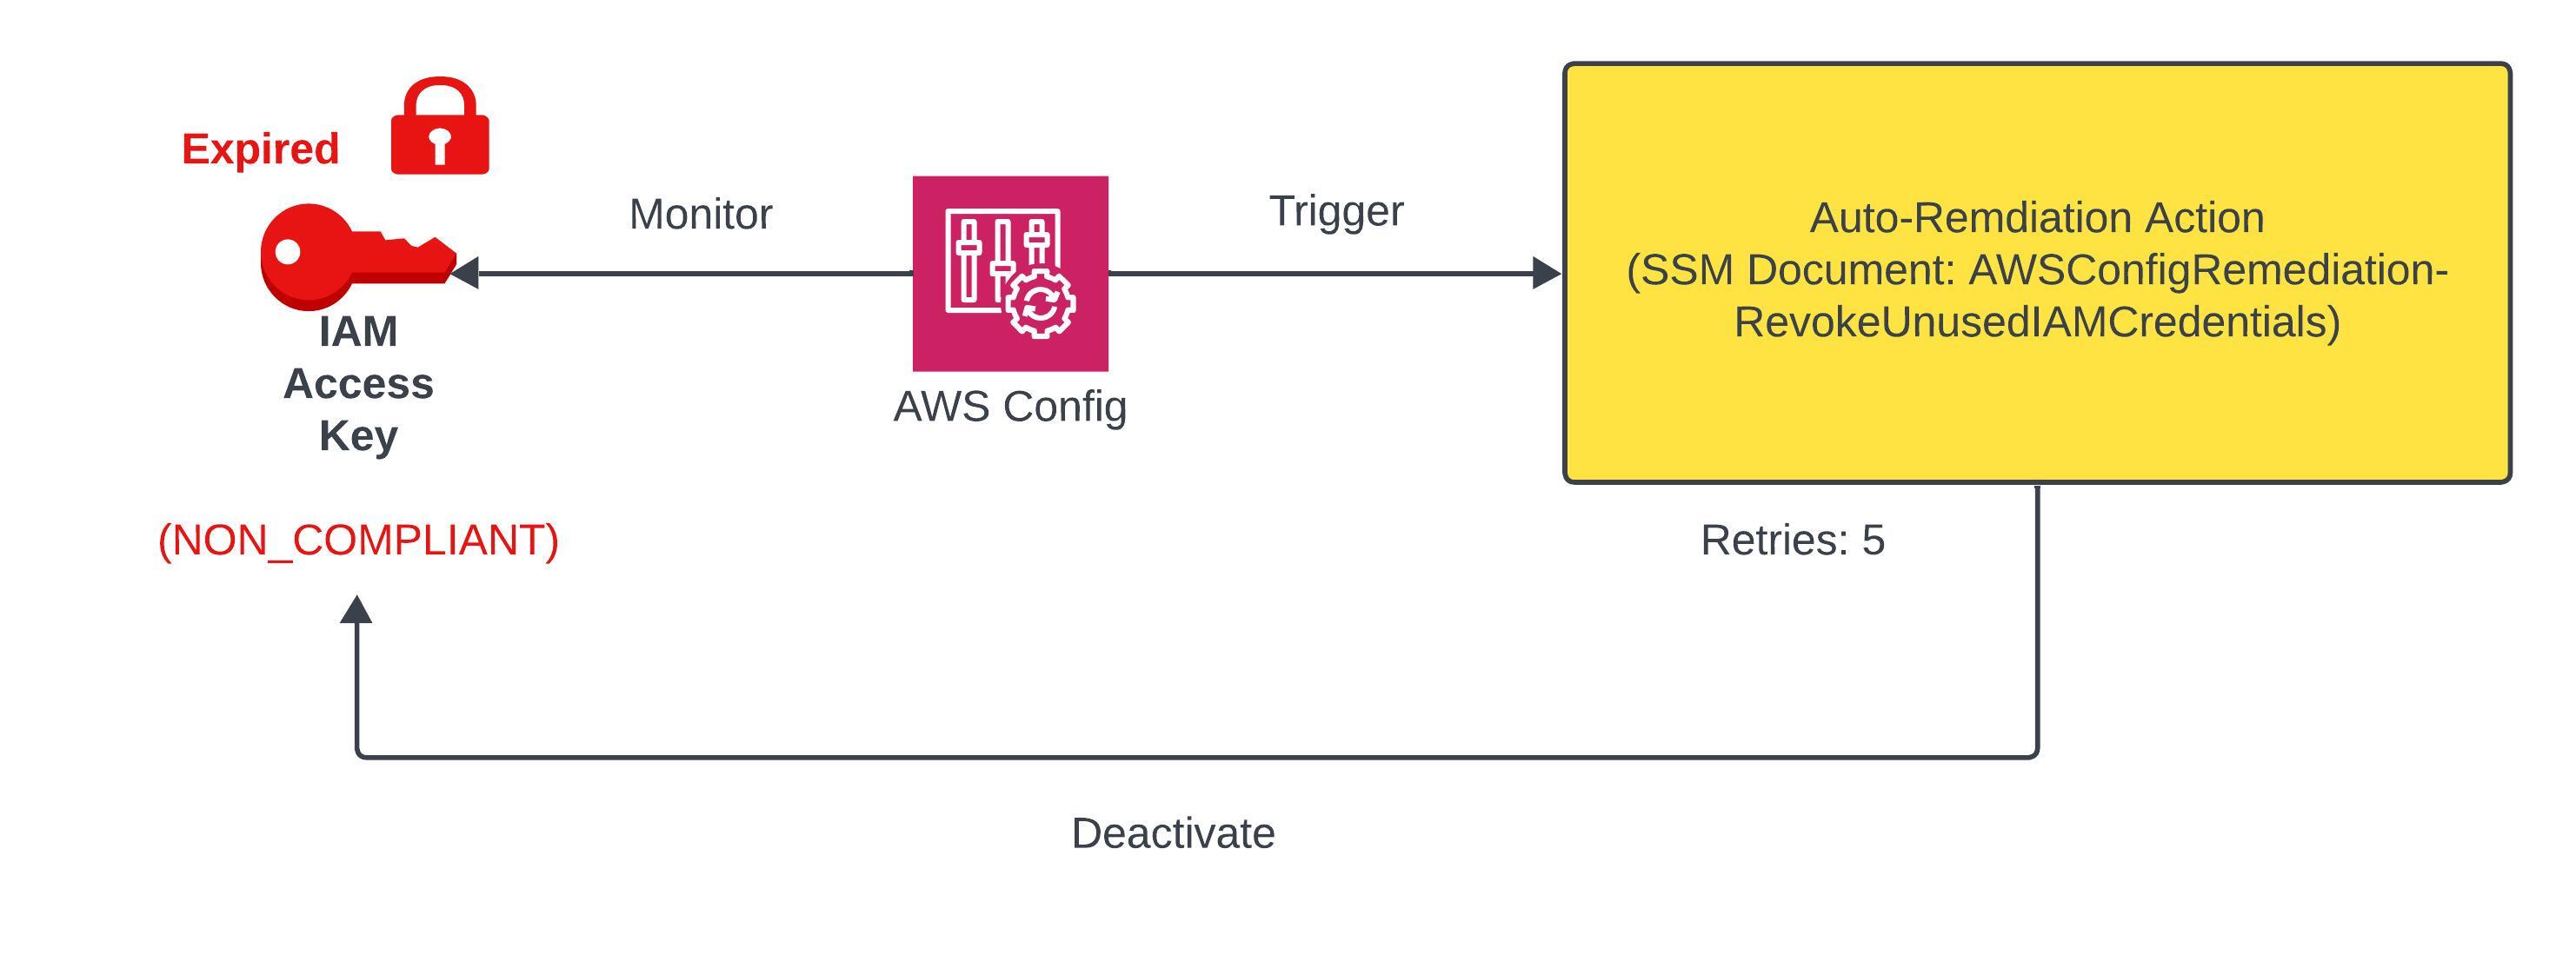 Expired
Monitor
Trigger
Auto-Remdiation Action
(SSM Document: AWSConfigRemediation-
RevokeUnusedIAMCredentials)
IAM
Access
Key
AWS Config
(NON_COMPLIANT)
Retries: 5
Deactivate